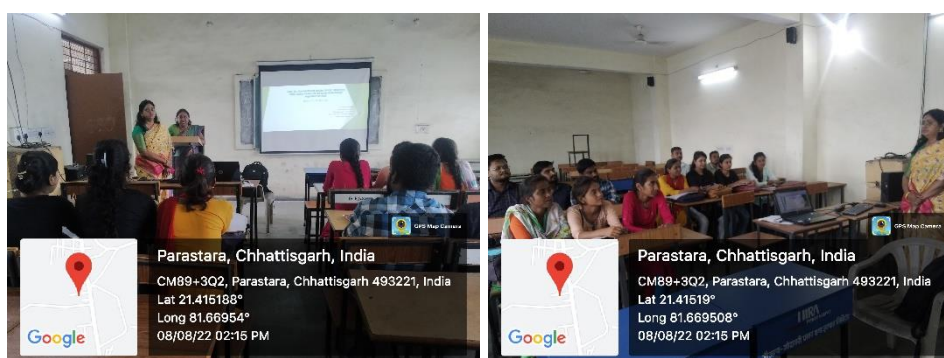 GPS Map Camera
Parastara, Chhattisgarh, India
CM89+3Q2, Parastara, Chhattisgarh 493221, India
Lat 21.415188°
Long 81.66954°
08/08/22 02:15 PM
Google
GPS Map Camera
Parastara, Chhattisgarh, India
CM89+3Q2, Parastara, Chhattisgarh 493221, India
Lat 21.41519°
Long 81.669508°
08/08/22 02:15 PM
Google
HIRA